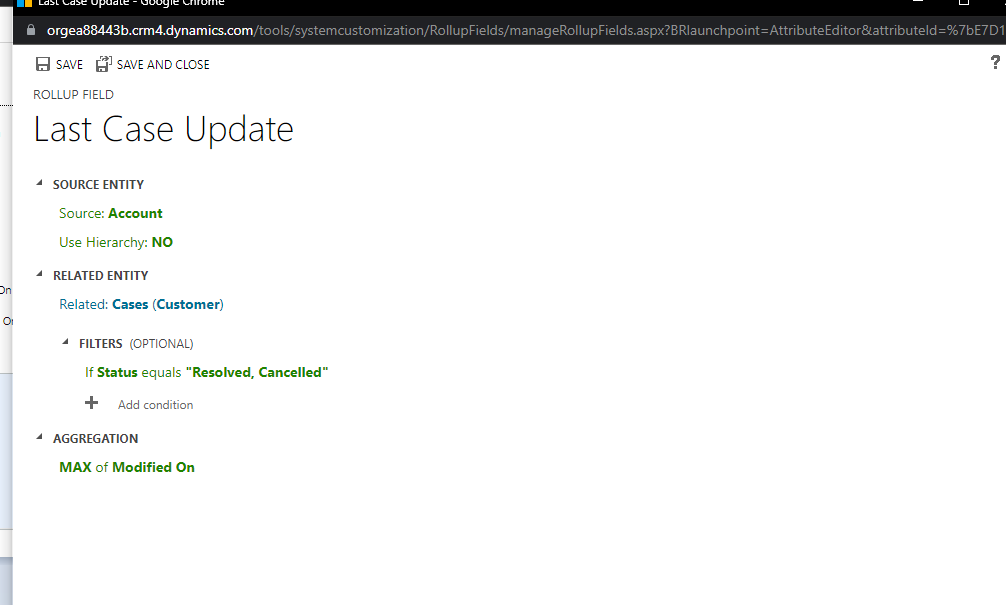 Last Case Update - Google Chrome
orgea88443b.crm4.dynamics.com/tools/systemcustomization/RollupFields/manageRollupFields.aspx?BRlaunchpoint=AttributeEditor&attributeId=%7bE7D1
SAVE SAVE AND CLOSE ?
ROLLUP FIELD
Last Case Update
SOURCE ENTITY
Source: Account
Use Hierarchy: NO
RELATED ENTITY
On
Related: Cases (Customer)
FILTERS (OPTIONAL)
If Status equals "Resolved, Cancelled"
+ Add condition
AGGREGATION
MAX of Modified On